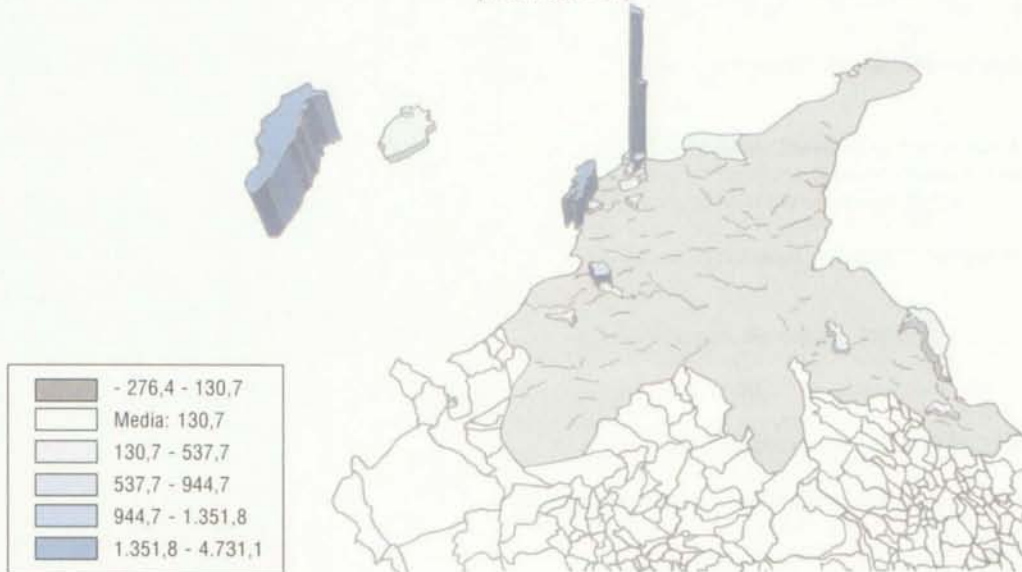 - 276,4 - 130,7
Media: 130,7
130,7 - 537,7
537,7 - 944,7
944,7 - 1.351,8
1.351,8 - 4.731,1